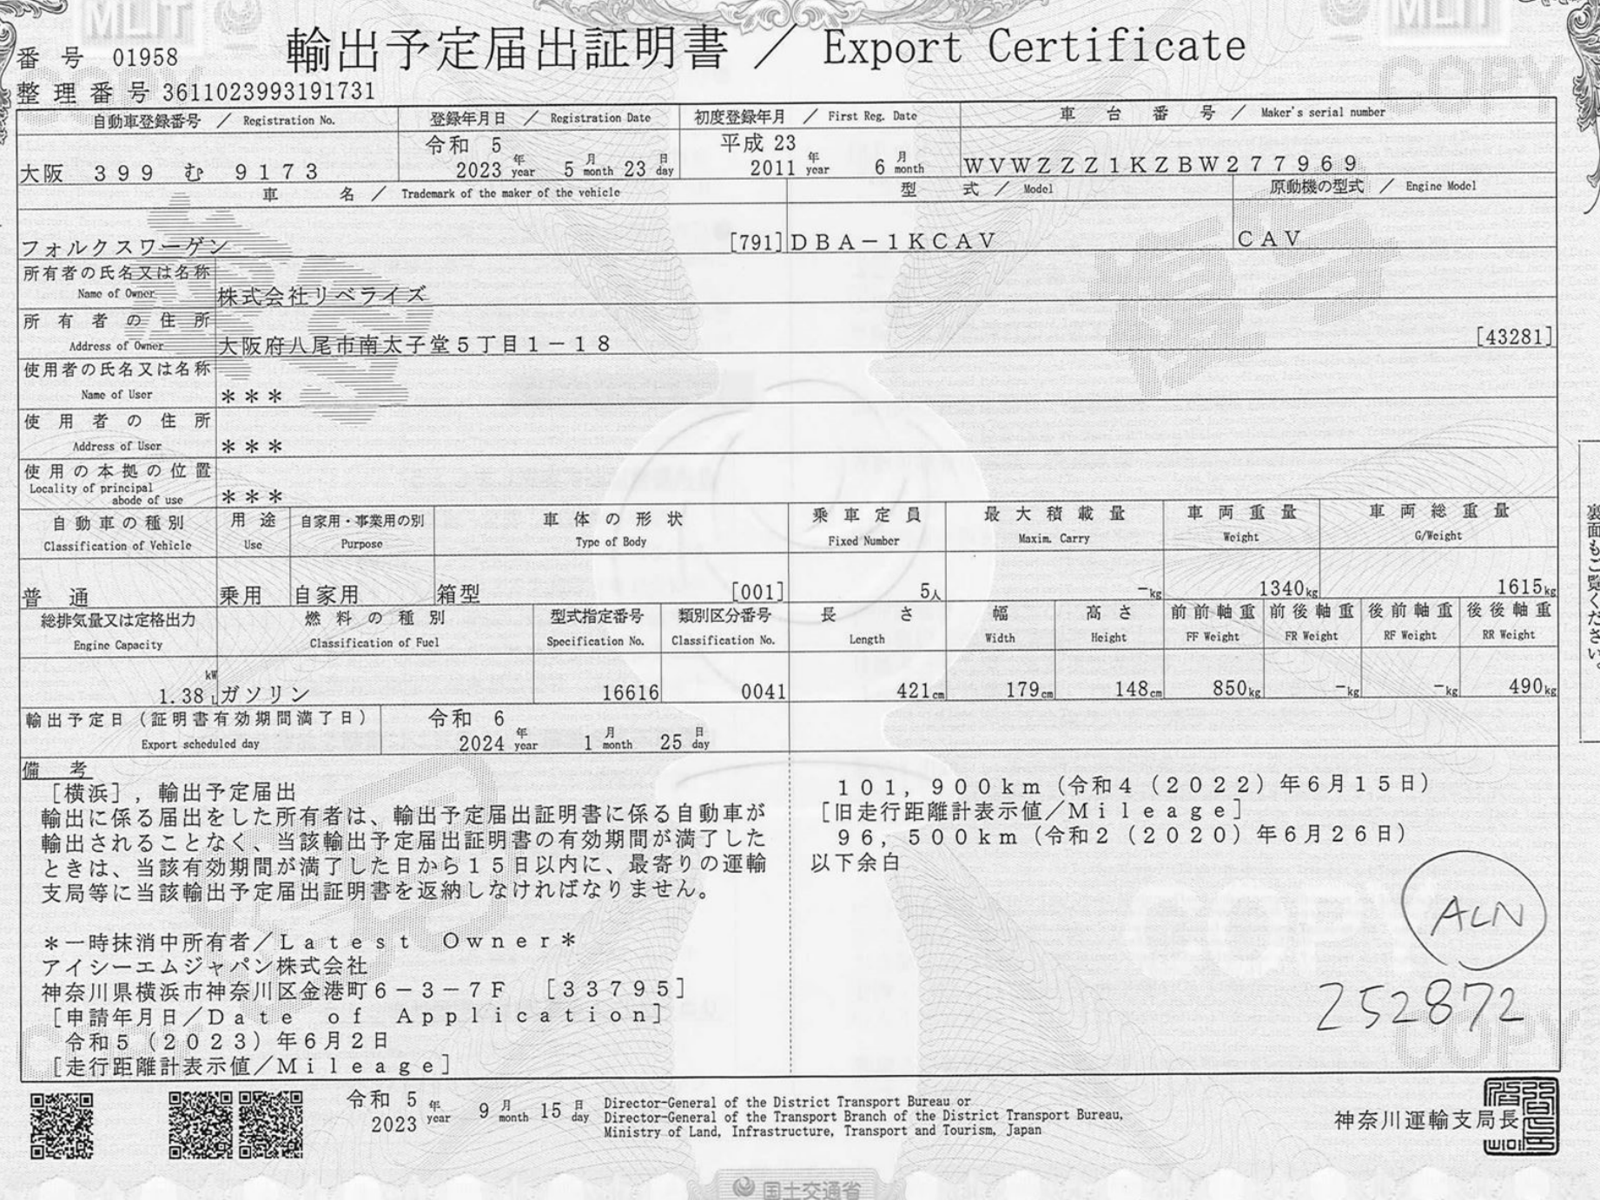 番号 01958
輸出予定届出証明書 ／ Export Certificate
整理番号 3611023993191731
自動車登録番号 ／ Registration No.
登録年月日 ／ Registration Date
初度登録年月 ／ First Reg. Date
車台番号 ／ Maker's serial number
大阪 399 む 9173
令和 5
2023 年 year 5 月 month 23 日 day
平成 23
2011 年 year 6 月 month
WVWZZZ1KZBW277969
車名 ／ Trademark of the maker of the vehicle
型式 ／ Model
原動機の型式 ／ Engine Model
フォルクスワーゲン [791]
DBA－1KCAV
CAV
所有者の氏名又は名称
Name of Owner
株式会社リベライズ
所有者の住所
Address of Owner
大阪府八尾市南太子堂5丁目1－18 [43281]
使用者の氏名又は名称
Name of User
＊＊＊
使用者の住所
Address of User
＊＊＊
使用の本拠の位置
Locality of principal
abode of use
＊＊＊
自動車の種別 用途 自家用・事業用の別 車体の形状 乗車定員 最大積載量 車両重量 車両総重量
Classification of Vehicle Use Purpose Type of Body Fixed Number Maxim. Carry Weight G/Weight
普通 乗用 自家用 箱型 [001] 5人 －kg 1340kg 1615kg
総排気量又は定格出力 燃料の種別 型式指定番号 類別区分番号 長さ 幅 高さ 前前軸重 前後軸重 後前軸重 後後軸重
Engine Capacity Classification of Fuel Specification No. Classification No. Length Width Height FF Weight FR Weight RF Weight RR Weight
kW
1.38 L ガソリン 16616 0041 421cm 179cm 148cm 850kg －kg －kg 490kg
輸出予定日（証明書有効期間満了日）
Export scheduled day
令和 6
2024 年 year 1 月 month 25 日 day
備考
［横浜］，輸出予定届出
輸出に係る届出をした所有者は、輸出予定届出証明書に係る自動車が
輸出されることなく、当該輸出予定届出証明書の有効期間が満了した
ときは、当該有効期間が満了した日から15日以内に、最寄りの運輸
支局等に当該輸出予定届出証明書を返納しなければなりません。
＊一時抹消中所有者／Latest Owner＊
アイシーエムジャパン株式会社
神奈川県横浜市神奈川区金港町6－3－7F ［33795］
［申請年月日／Date of Application］
令和5（2023）年6月2日
［走行距離計表示値／Mileage］
101，900km（令和4（2022）年6月15日）
［旧走行距離計表示値／Mileage］
96，500km（令和2（2020）年6月26日）
以下余白
ALN
252872
裏面もご覧ください。
令和 5
2023 年 year 9 月 month 15 日 day
Director-General of the District Transport Bureau or
Director-General of the Transport Branch of the District Transport Bureau,
Ministry of Land, Infrastructure, Transport and Tourism, Japan
神奈川運輸支局長
国土交通省
MLIT
MLIT
COPY
COPY
COPY
COPY